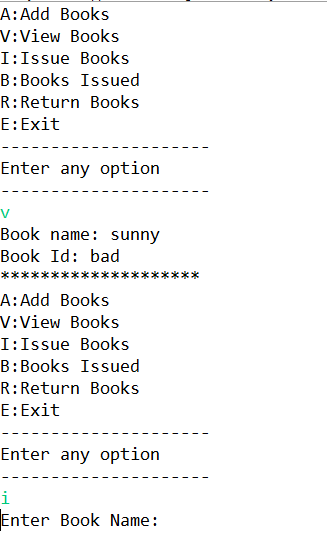 A:Add Books
V:View Books
I:Issue Books
B:Books Issued
R:Return Books
E:Exit
---------------------
Enter any option
---------------------
v
Book name: sunny
Book Id: bad
********************
A:Add Books
V:View Books
I:Issue Books
B:Books Issued
R:Return Books
E:Exit
---------------------
Enter any option
---------------------
i
Enter Book Name: